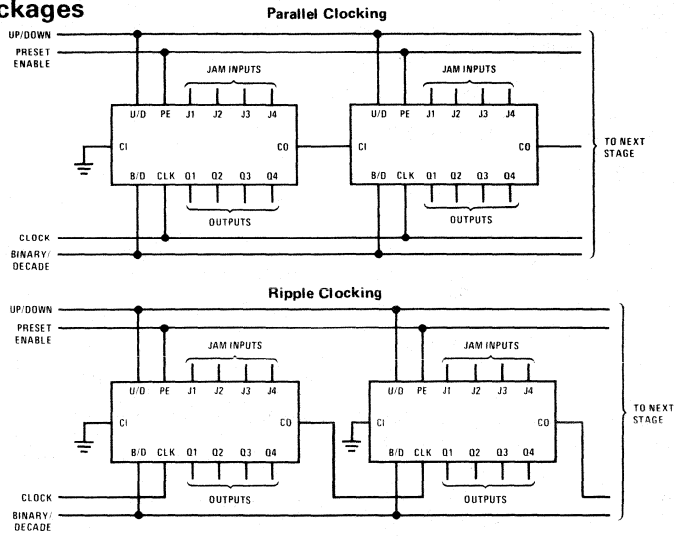 ckages
Parallel Clocking
UP/DOWN
PRESET
ENABLE
JAM INPUTS
JAM INPUTS
U/D PE J1 J2 J3 J4
U/D PE J1 J2 J3 J4
CI CO
CI CO
TO NEXT
STAGE
B/D CLK Q1 Q2 Q3 Q4
B/D CLK Q1 Q2 Q3 Q4
OUTPUTS
OUTPUTS
CLOCK
BINARY/
DECADE
Ripple Clocking
UP/DOWN
PRESET
ENABLE
JAM INPUTS
JAM INPUTS
U/D PE J1 J2 J3 J4
U/D PE J1 J2 J3 J4
CI CO
CI CO
TO NEXT
STAGE
B/D CLK Q1 Q2 Q3 Q4
B/D CLK Q1 Q2 Q3 Q4
OUTPUTS
OUTPUTS
CLOCK
BINARY/
DECADE